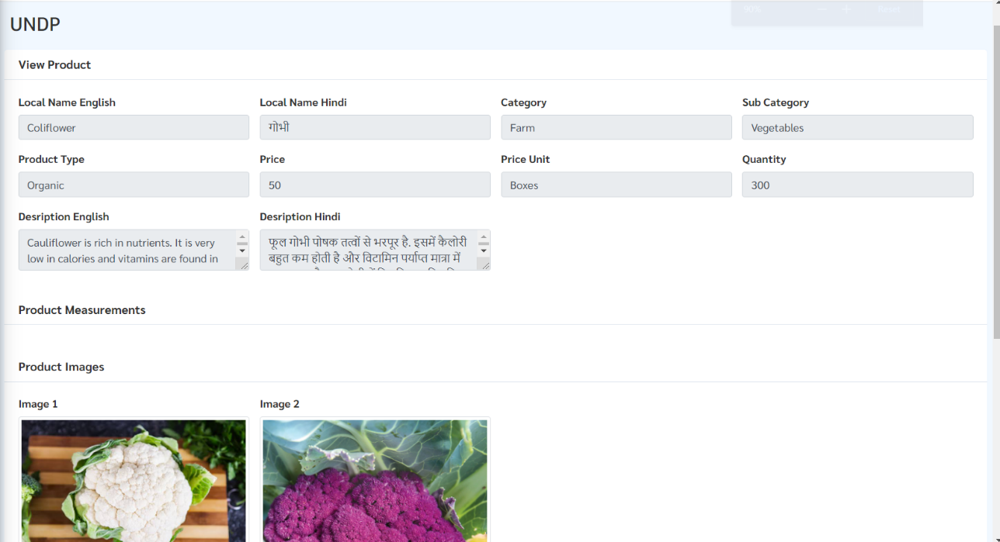 UNDP
90%
Reset
View Product
Local Name English
Local Name Hindi
Category
Sub Category
Coliflower
गोभी
Farm
Vegetables
Product Type
Price
Price Unit
Quantity
Organic
50
Boxes
300
Desription English
Desription Hindi
Cauliflower is rich in nutrients. It is very
low in calories and vitamins are found in
फूल गोभी पोषक तत्वों से भरपूर है. इसमें कैलोरी
बहुत कम होती है और विटामिन पर्याप्त मात्रा में
Product Measurements
Product Images
Image 1
Image 2